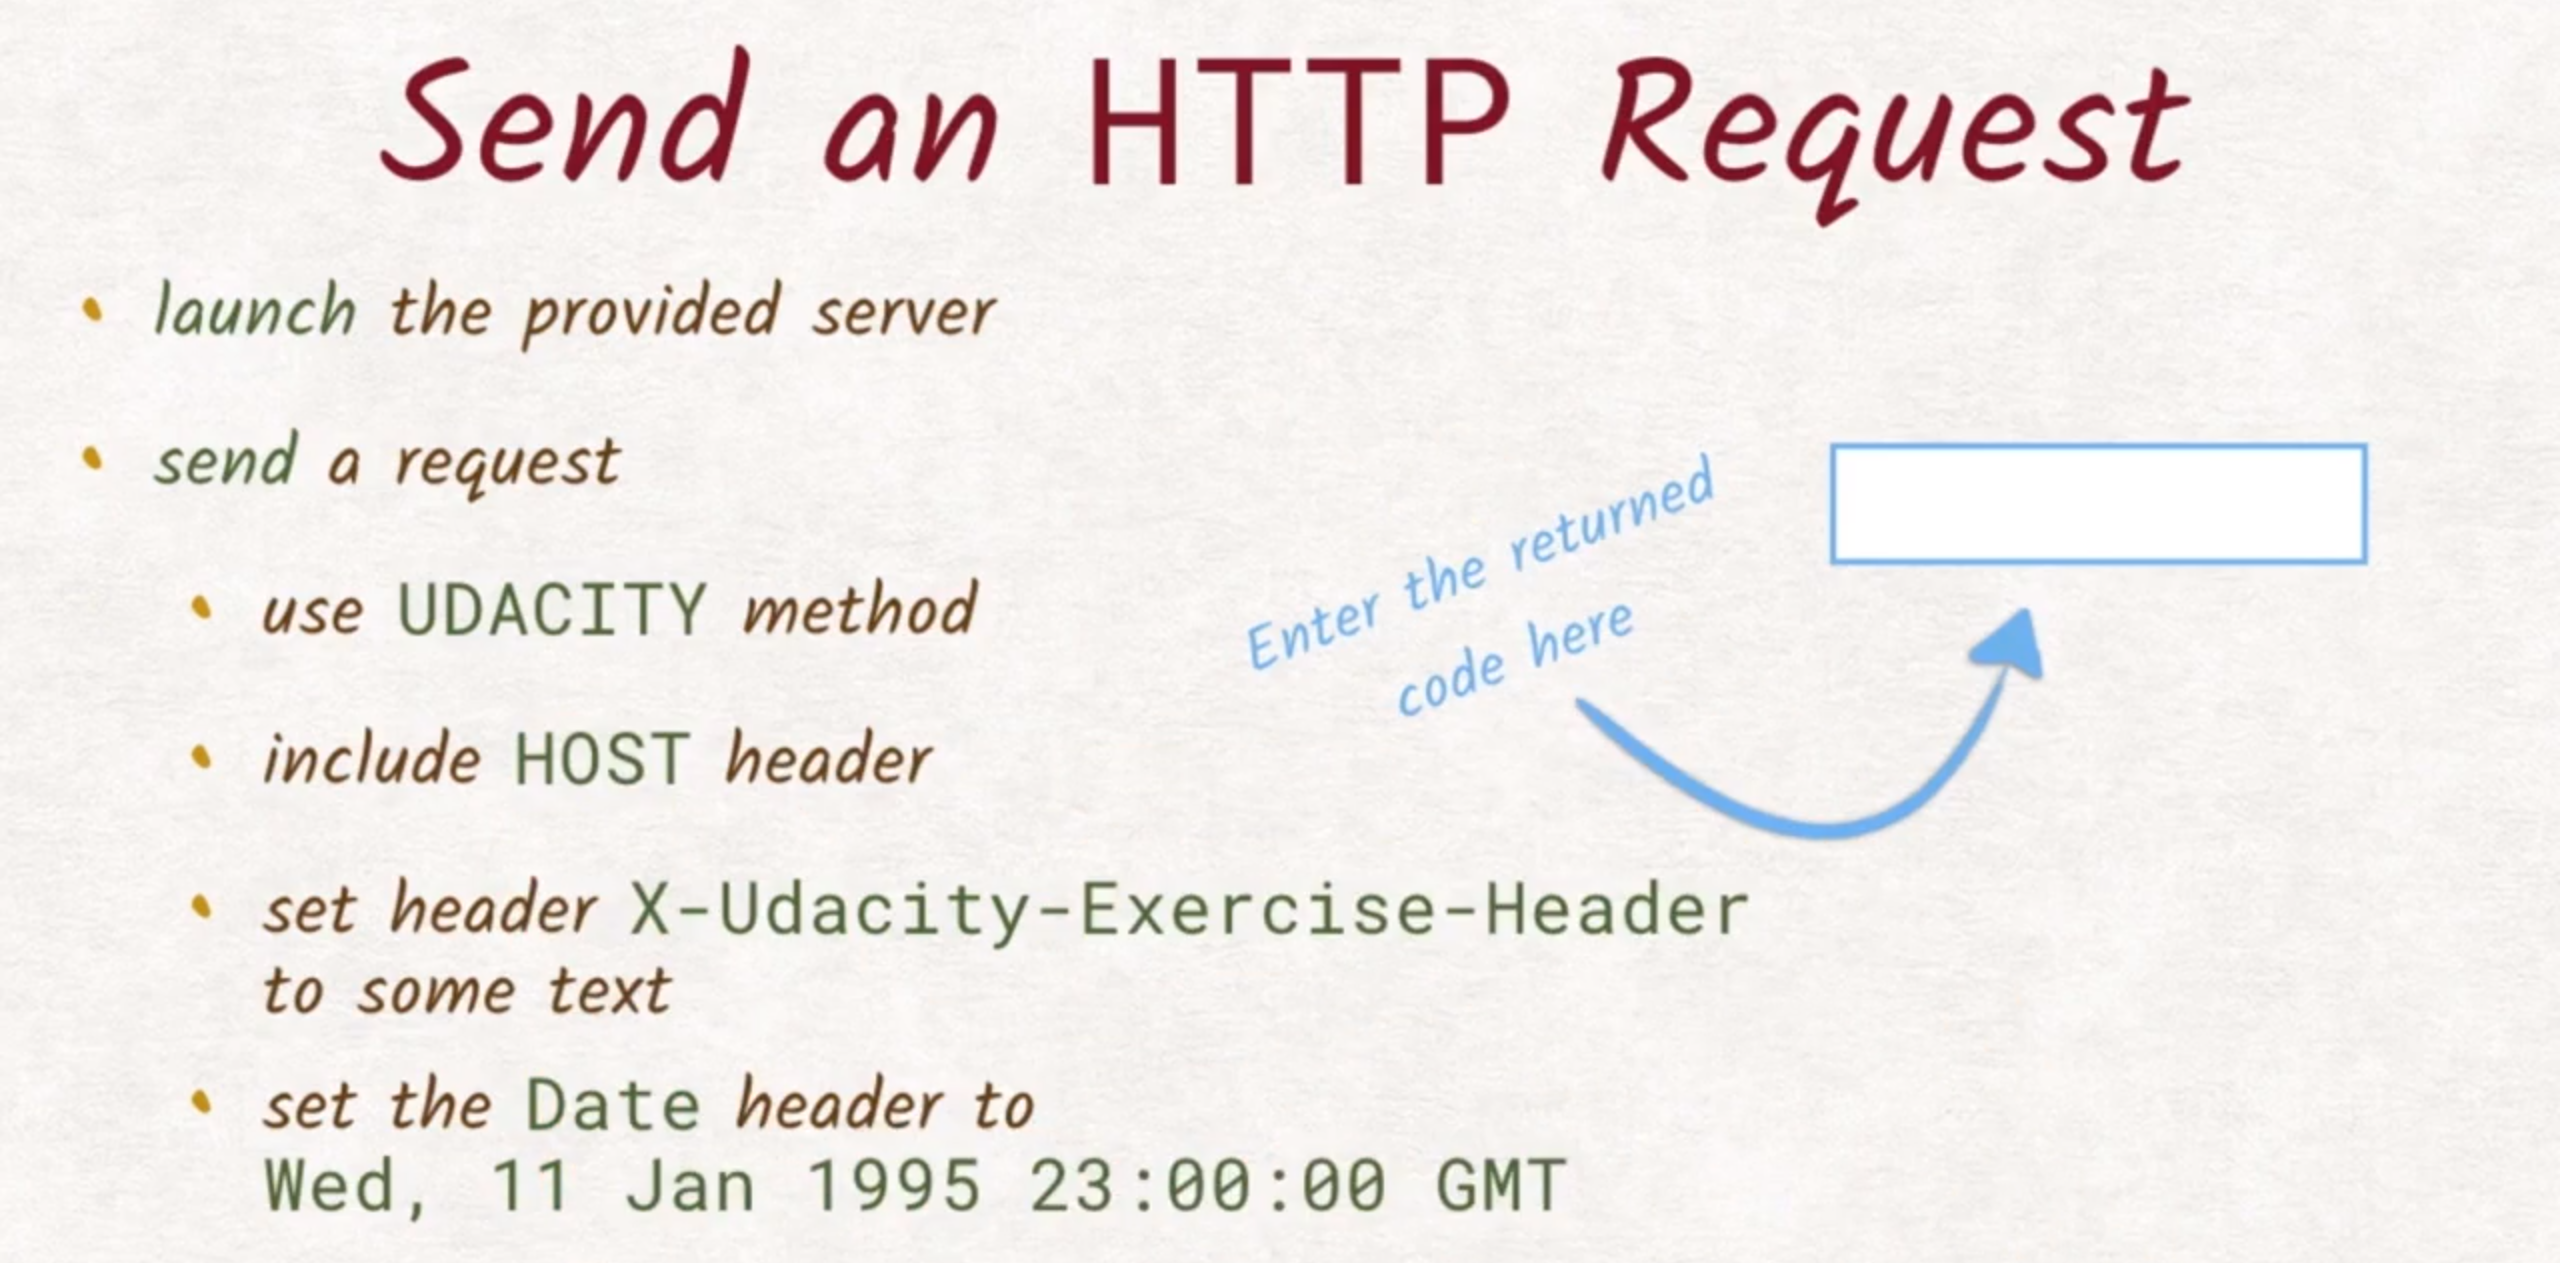 Send an HTTP Request
• launch the provided server
• send a request
• use UDACITY method
• include HOST header
• set header X-Udacity-Exercise-Header
to some text
• set the Date header to
Wed, 11 Jan 1995 23:00:00 GMT
Enter the returned
code here